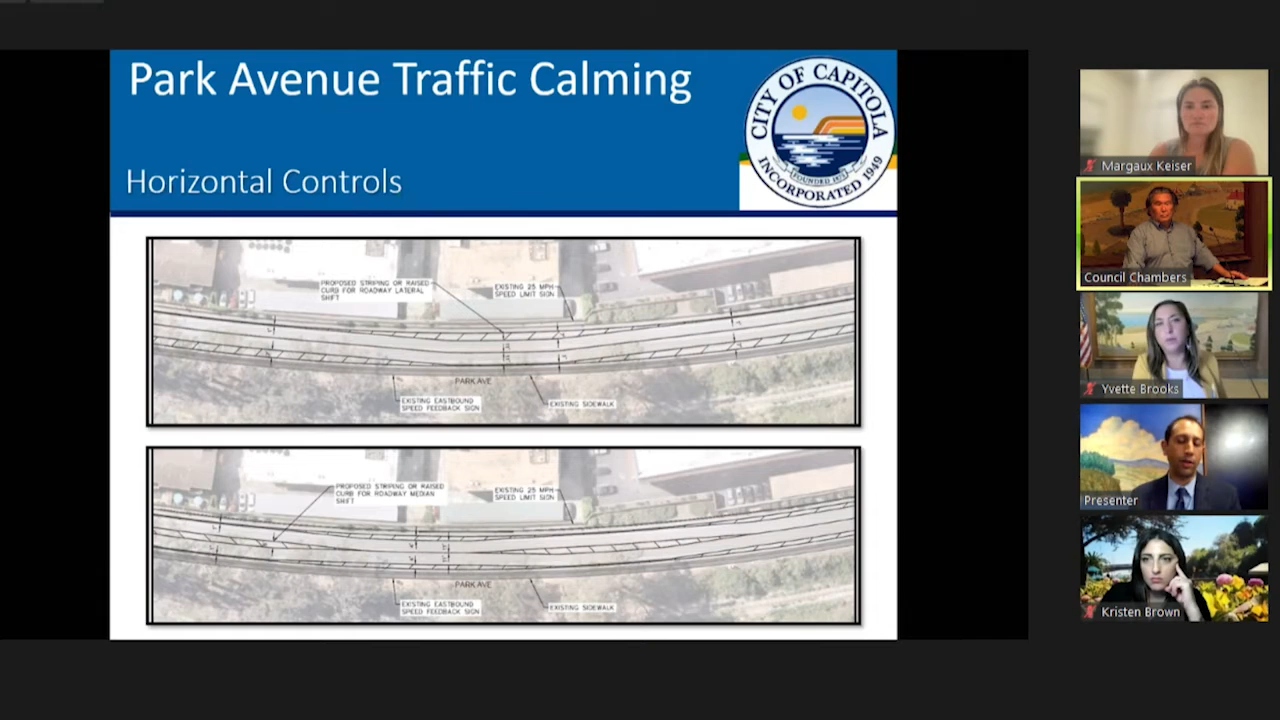 Park Avenue Traffic Calming
Horizontal Controls
CITY OF CAPITOLA
FOUNDED
INCORPORATED 1949
PROPOSED STRIPING OR RAISED
CURB FOR ROADWAY LATERAL
SHIFT
EXISTING 25 MPH
SPEED LIMIT SIGN
PARK AVE
EXISTING EASTBOUND
SPEED FEEDBACK SIGN
EXISTING SIDEWALK
PROPOSED STRIPING OR RAISED
CURB FOR ROADWAY MEDIAN
SHIFT
EXISTING 25 MPH
SPEED LIMIT SIGN
PARK AVE
EXISTING EASTBOUND
SPEED FEEDBACK SIGN
EXISTING SIDEWALK
Margaux Keiser
Council Chambers
Yvette Brooks
Presenter
Kristen Brown